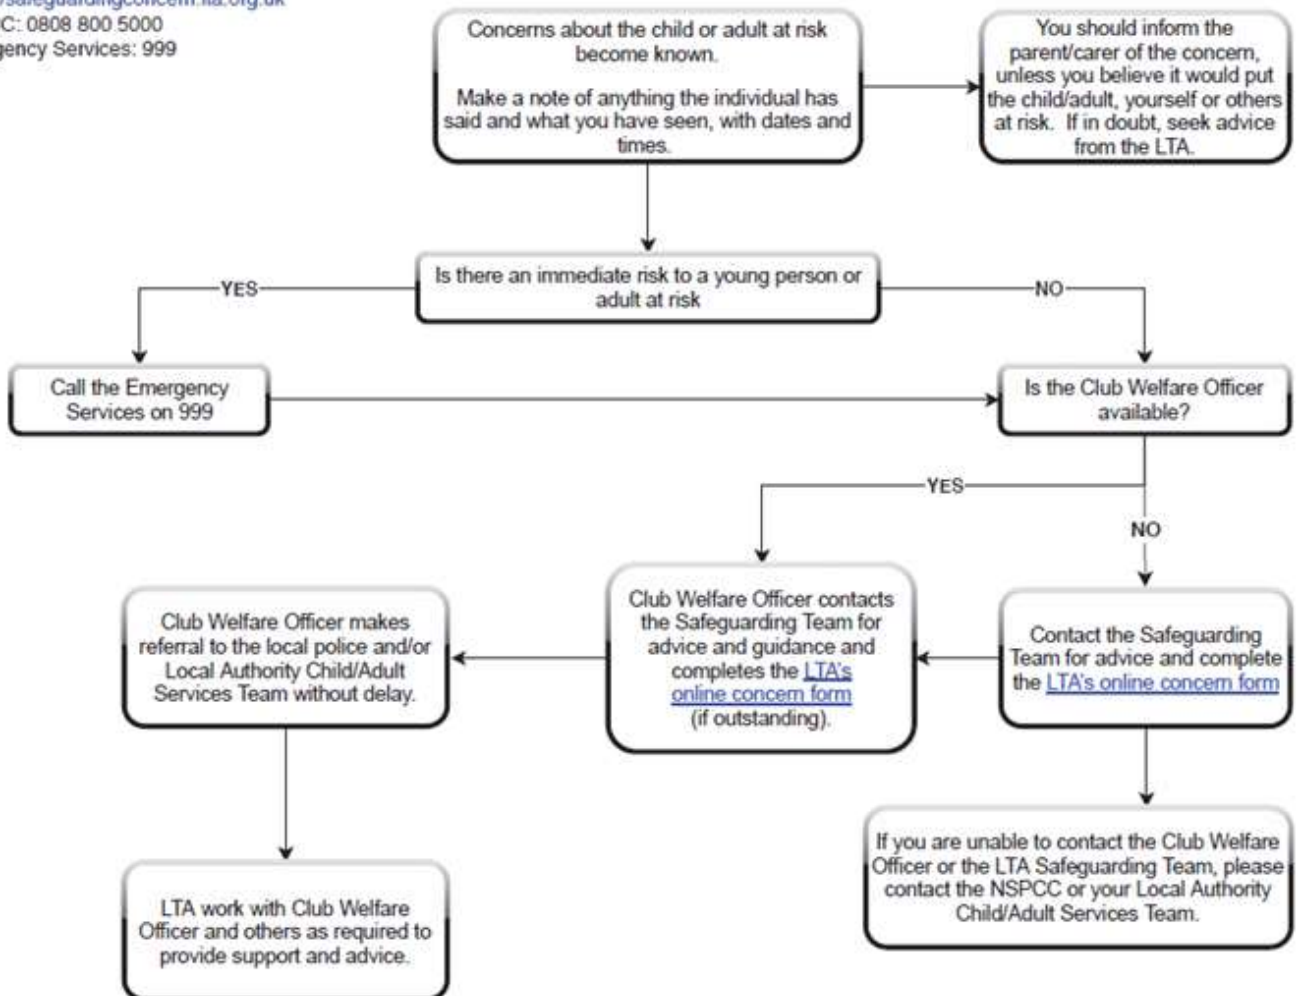 safeguardingconcern.lta.org.uk
C: 0808 800 5000
gency Services: 999
Concerns about the child or adult at risk
become known.
Make a note of anything the individual has
said and what you have seen, with dates and
times.
You should inform the
parent/carer of the concern,
unless you believe it would put
the child/adult, yourself or others
at risk. If in doubt, seek advice
from the LTA.
Is there an immediate risk to a young person or
adult at risk
YES
NO
Call the Emergency
Services on 999
Is the Club Welfare Officer
available?
YES
NO
Club Welfare Officer makes
referral to the local police and/or
Local Authority Child/Adult
Services Team without delay.
Club Welfare Officer contacts
the Safeguarding Team for
advice and guidance and
completes the LTA's
online concern form
(if outstanding).
Contact the Safeguarding
Team for advice and complete
the LTA's online concern form
LTA work with Club Welfare
Officer and others as required to
provide support and advice.
If you are unable to contact the Club Welfare
Officer or the LTA Safeguarding Team, please
contact the NSPCC or your Local Authority
Child/Adult Services Team.